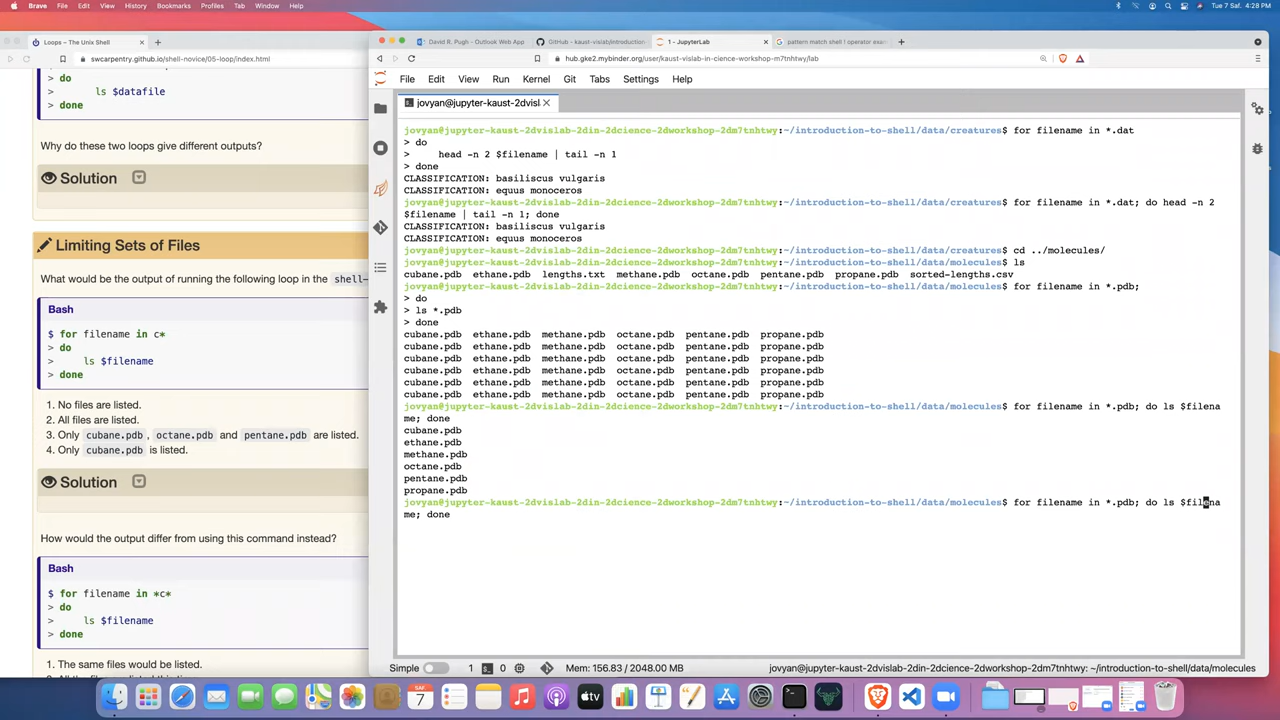 Brave File Edit View History Bookmarks Profiles Tab Window Help
Tue 7 Saf. 4:28 PM
Loops – The Unix Shell
swcarpentry.github.io/shell-novice/05-loop/index.html
> do
> ls $datafile
> done
Why do these two loops give different outputs?
Solution
Limiting Sets of Files
What would be the output of running the following loop in the shell-
Bash
$ for filename in c*
> do
> ls $filename
> done
1. No files are listed.
2. All files are listed.
3. Only cubane.pdb , octane.pdb and pentane.pdb are listed.
4. Only cubane.pdb is listed.
Solution
How would the output differ from using this command instead?
Bash
$ for filename in *c*
> do
> ls $filename
> done
1. The same files would be listed.
David R. Pugh - Outlook Web App
GitHub - kaust-vislab/introduction
1 - JupyterLab
pattern match shell ! operator exa
hub.gke2.mybinder.org/user/kaust-vislab-in-cience-workshop-m7tnhtwy/lab
File Edit View Run Kernel Git Tabs Settings Help
jovyan@jupyter-kaust-2dvisl
jovyan@jupyter-kaust-2dvislab-2din-2dcience-2dworkshop-2dm7tnhtwy:~/introduction-to-shell/data/creatures$ for filename in *.dat
> do
> head -n 2 $filename | tail -n 1
> done
CLASSIFICATION: basiliscus vulgaris
CLASSIFICATION: equus monoceros
jovyan@jupyter-kaust-2dvislab-2din-2dcience-2dworkshop-2dm7tnhtwy:~/introduction-to-shell/data/creatures$ for filename in *.dat; do head -n 2
$filename | tail -n 1; done
CLASSIFICATION: basiliscus vulgaris
CLASSIFICATION: equus monoceros
jovyan@jupyter-kaust-2dvislab-2din-2dcience-2dworkshop-2dm7tnhtwy:~/introduction-to-shell/data/creatures$ cd ../molecules/
jovyan@jupyter-kaust-2dvislab-2din-2dcience-2dworkshop-2dm7tnhtwy:~/introduction-to-shell/data/molecules$ ls
cubane.pdb ethane.pdb lengths.txt methane.pdb octane.pdb pentane.pdb propane.pdb sorted-lengths.csv
jovyan@jupyter-kaust-2dvislab-2din-2dcience-2dworkshop-2dm7tnhtwy:~/introduction-to-shell/data/molecules$ for filename in *.pdb;
> do
> ls *.pdb
> done
cubane.pdb ethane.pdb methane.pdb octane.pdb pentane.pdb propane.pdb
cubane.pdb ethane.pdb methane.pdb octane.pdb pentane.pdb propane.pdb
cubane.pdb ethane.pdb methane.pdb octane.pdb pentane.pdb propane.pdb
cubane.pdb ethane.pdb methane.pdb octane.pdb pentane.pdb propane.pdb
cubane.pdb ethane.pdb methane.pdb octane.pdb pentane.pdb propane.pdb
cubane.pdb ethane.pdb methane.pdb octane.pdb pentane.pdb propane.pdb
jovyan@jupyter-kaust-2dvislab-2din-2dcience-2dworkshop-2dm7tnhtwy:~/introduction-to-shell/data/molecules$ for filename in *.pdb; do ls $filena
me; done
cubane.pdb
ethane.pdb
methane.pdb
octane.pdb
pentane.pdb
propane.pdb
jovyan@jupyter-kaust-2dvislab-2din-2dcience-2dworkshop-2dm7tnhtwy:~/introduction-to-shell/data/molecules$ for filename in *.pdb; do ls $filena
me; done
Simple 1 0 Mem: 156.83 / 2048.00 MB
jovyan@jupyter-kaust-2dvislab-2din-2dcience-2dworkshop-2dm7tnhtwy: ~/introduction-to-shell/data/molecules
SAF.
7
tv